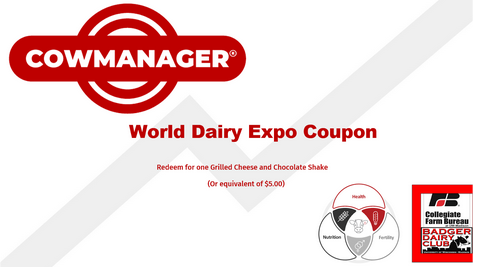 COWMANAGER®
World Dairy Expo Coupon
Redeem for one Grilled Cheese and Chocolate Shake
(Or equivalent of $5.00)
Health
Nutrition
Fertility
FB
Collegiate
Farm Bureau
BADGER
DAIRY
CLUB